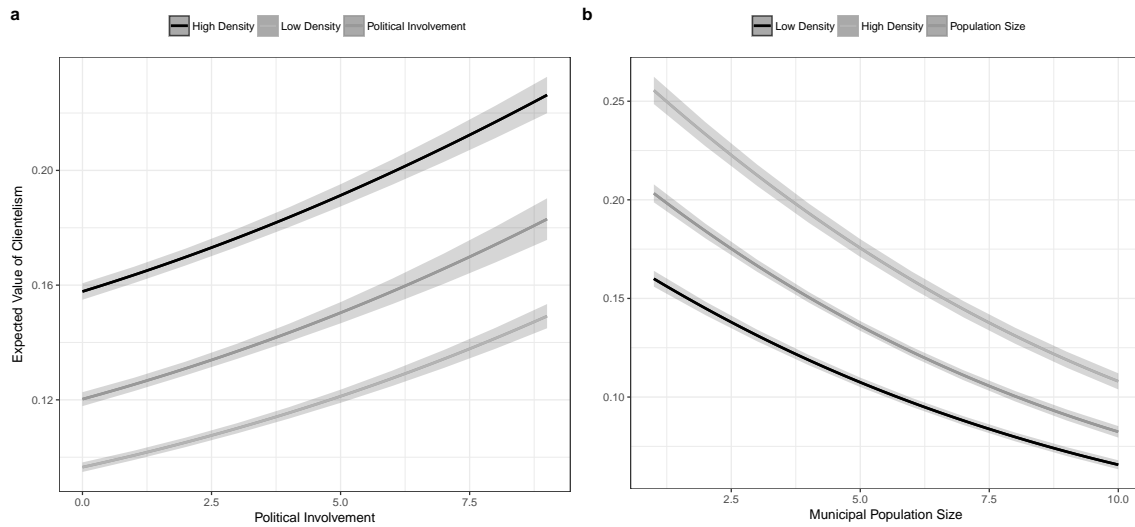 a
High Density Low Density Political Involvement
Expected Value of Clientelism
0.20
0.16
0.12
0.0 2.5 5.0 7.5
Political Involvement
b
Low Density High Density Population Size
0.25
0.20
0.15
0.10
2.5 5.0 7.5 10.0
Municipal Population Size